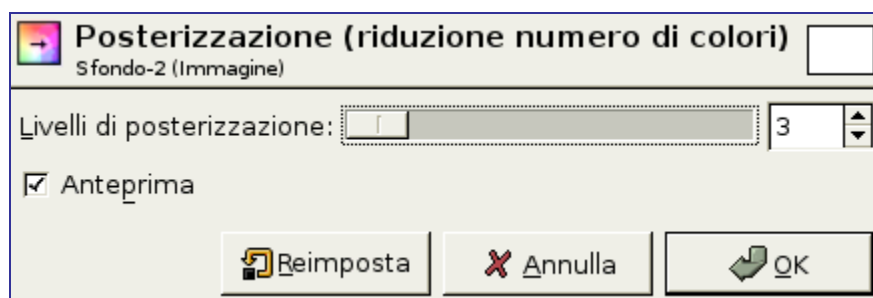 Posterizzazione (riduzione numero di colori)
Sfondo-2 (Immagine)
Livelli di posterizzazione: 3
Anteprima
Reimposta Annulla OK